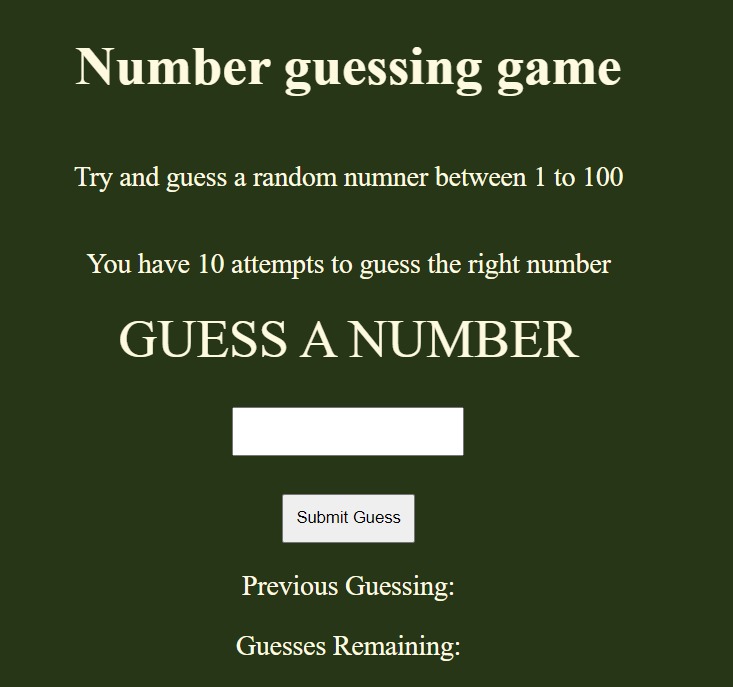 Number guessing game
Try and guess a random numner between 1 to 100
You have 10 attempts to guess the right number
GUESS A NUMBER
Submit Guess
Previous Guessing:
Guesses Remaining: